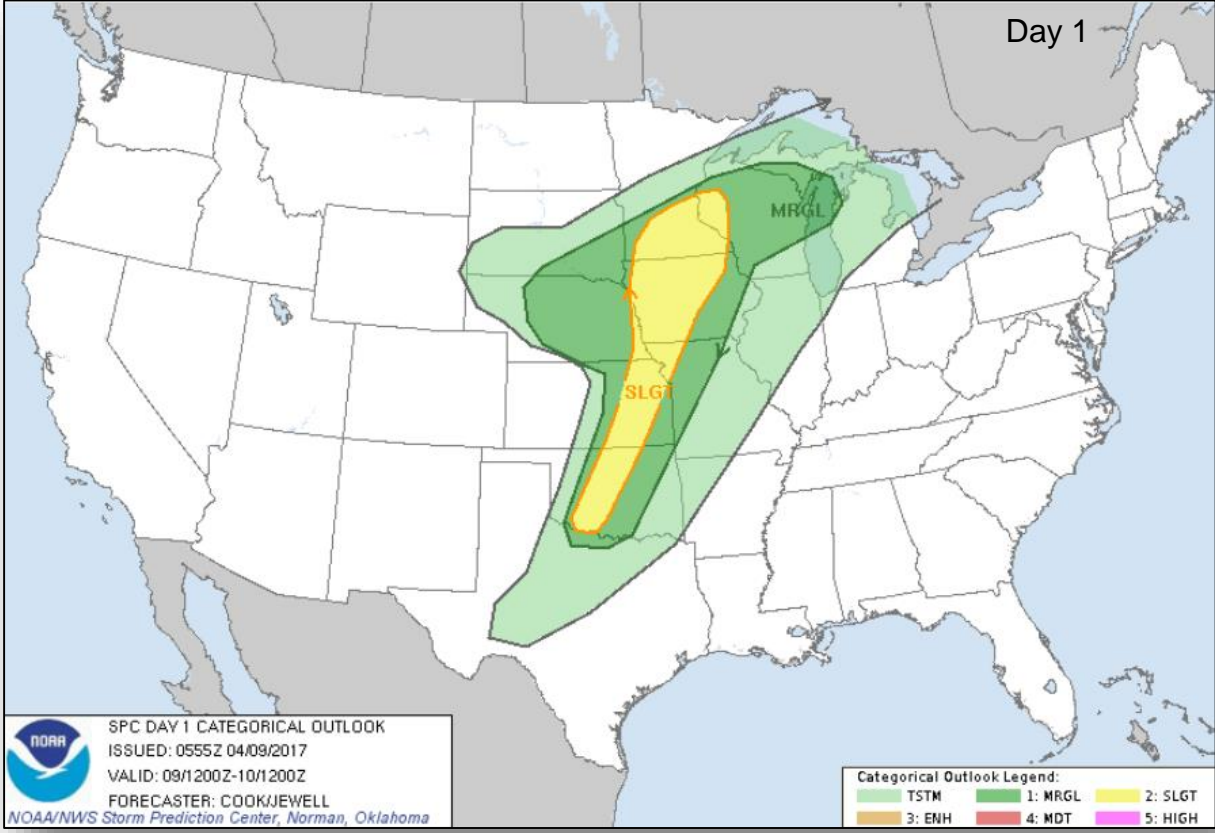 Day 1
MRGL
SLGT
NOAA
SPC DAY 1 CATEGORICAL OUTLOOK
ISSUED: 0555Z 04/09/2017
VALID: 09/1200Z-10/1200Z
FORECASTER: COOK/JEWELL
NOAA/NWS Storm Prediction Center, Norman, Oklahoma
Categorical Outlook Legend:
TSTM 1: MRGL 2: SLGT
3: ENH 4: MDT 5: HIGH